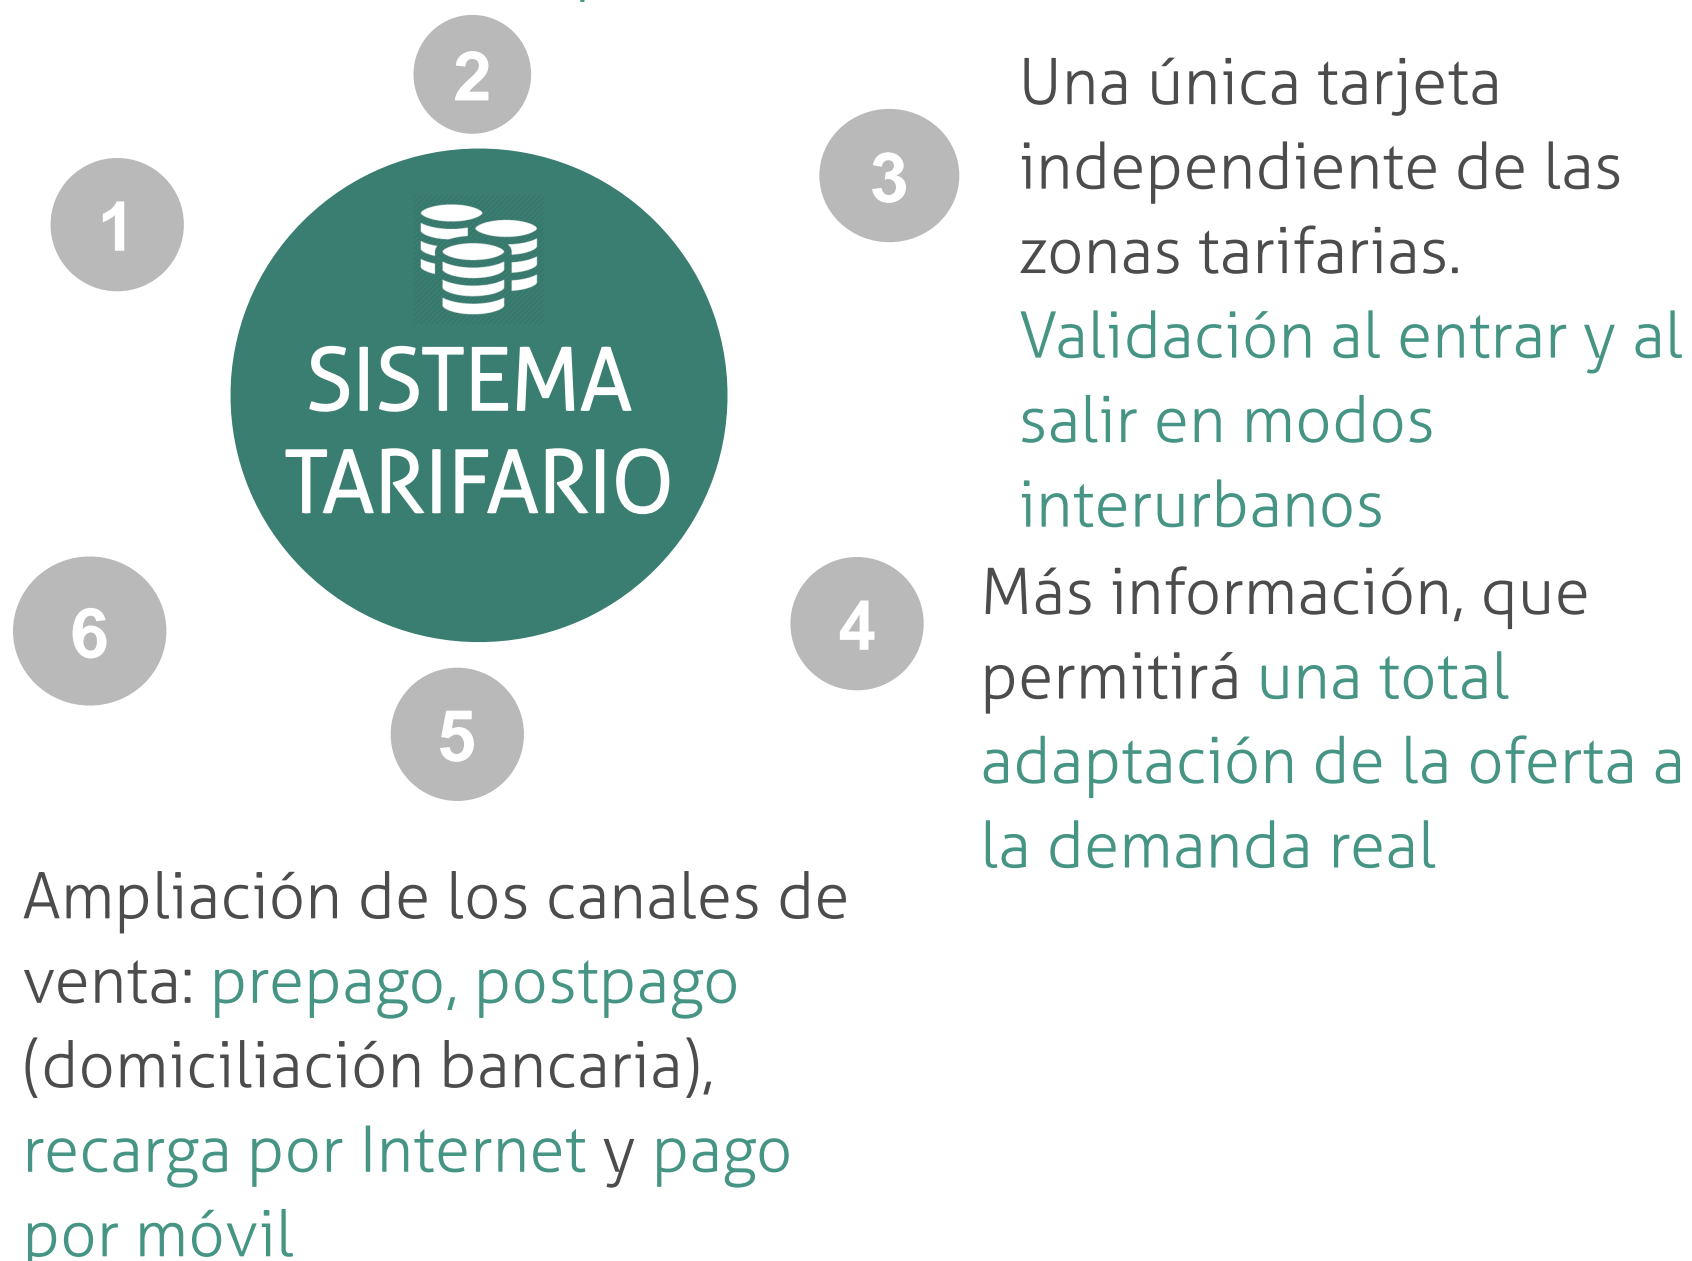 2
1
3
SISTEMA
TARIFARIO
Una única tarjeta
independiente de las
zonas tarifarias.
Validación al entrar y al
salir en modos
interurbanos
6
5
4
Más información, que
permitirá una total
adaptación de la oferta a
la demanda real
Ampliación de los canales de
venta: prepago, postpago
(domiciliación bancaria),
recarga por Internet y pago
por móvil